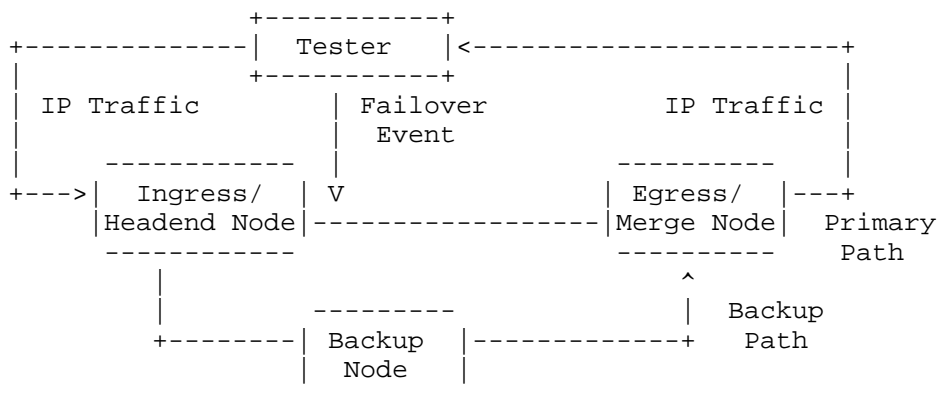 Tester
IP Traffic Failover IP Traffic
Event
Ingress/ V Egress/
Headend Node Merge Node Primary
Path
Backup
Backup Path
Node